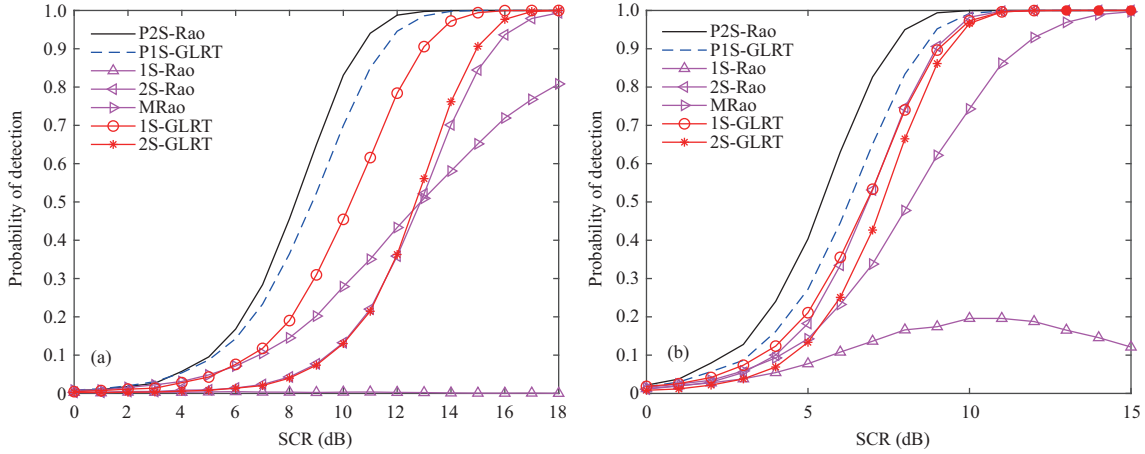 1.0
0.9
0.8
0.7
0.6
0.5
0.4
0.3
0.2
0.1
0
Probability of detection
P2S-Rao
P1S-GLRT
1S-Rao
2S-Rao
MRao
1S-GLRT
2S-GLRT
(a)
0 2 4 6 8 10 12 14 16 18
SCR (dB)
1.0
0.9
0.8
0.7
0.6
0.5
0.4
0.3
0.2
0.1
0
Probability of detection
P2S-Rao
P1S-GLRT
1S-Rao
2S-Rao
MRao
1S-GLRT
2S-GLRT
(b)
0 5 10 15
SCR (dB)